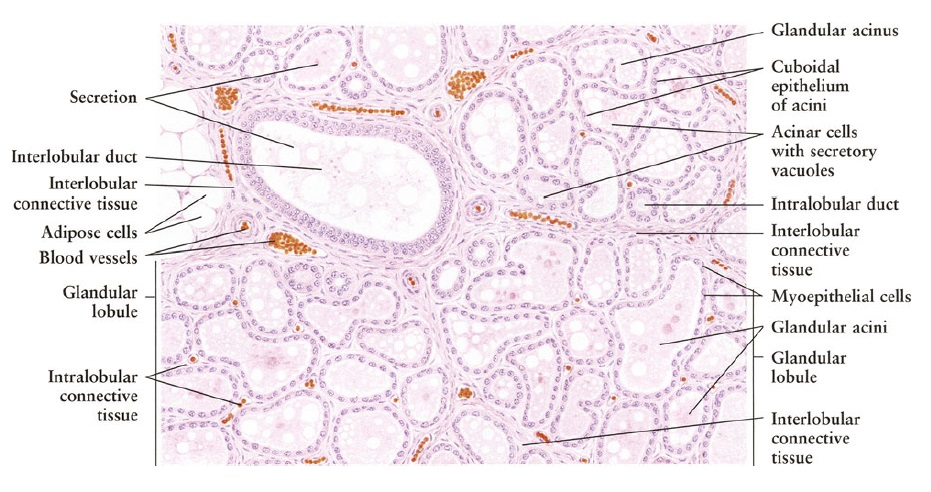 Secretion
Interlobular duct
Interlobular
connective tissue
Adipose cells
Blood vessels
Glandular
lobule
Intralobular
connective
tissue
Glandular acinus
Cuboidal
epithelium
of acini
Acinar cells
with secretory
vacuoles
Intralobular duct
Interlobular
connective
tissue
Myoepithelial cells
Glandular acini
Glandular
lobule
Interlobular
connective
tissue